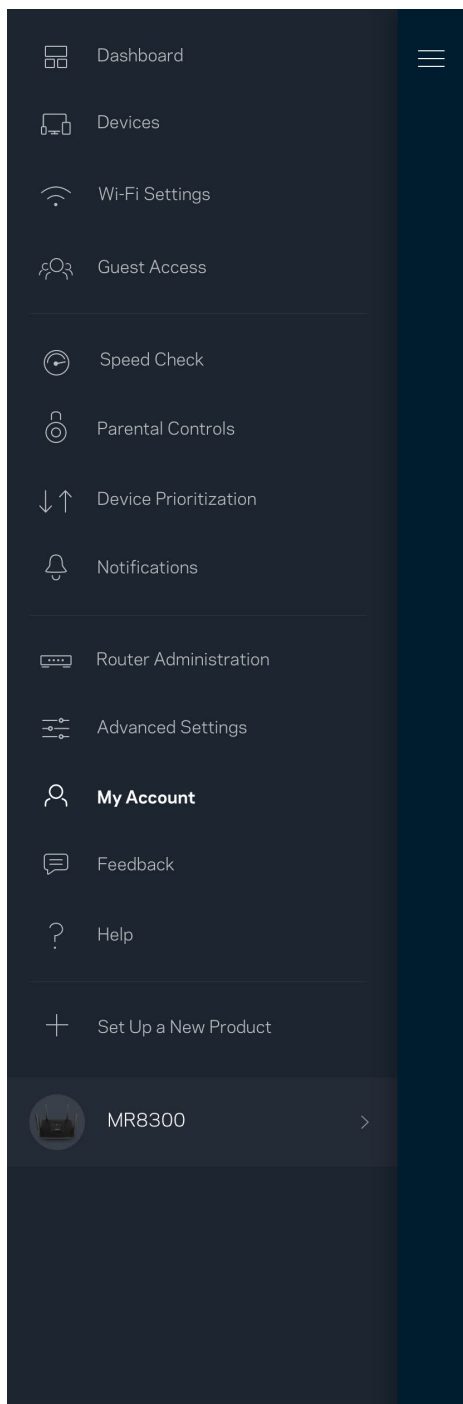 Dashboard
Devices
Wi-Fi Settings
Guest Access
Speed Check
Parental Controls
Device Prioritization
Notifications
Router Administration
Advanced Settings
My Account
Feedback
Help
Set Up a New Product
MR8300